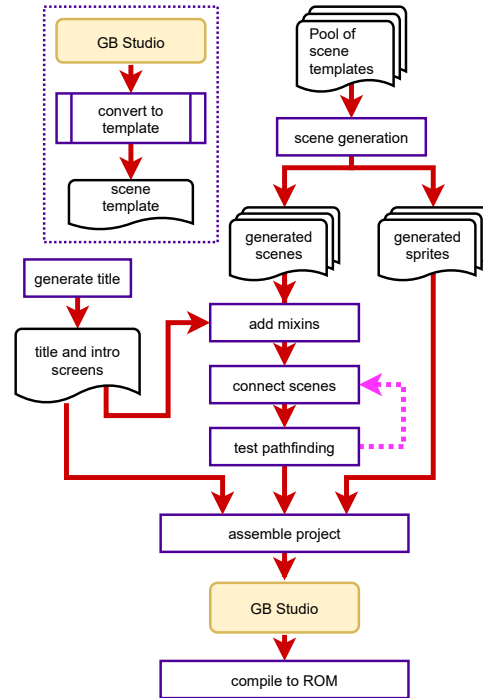 GB Studio
convert to
template
scene
template
Pool of
scene
templates
scene generation
generated
scenes
generated
sprites
generate title
title and intro
screens
add mixins
connect scenes
test pathfinding
assemble project
GB Studio
compile to ROM